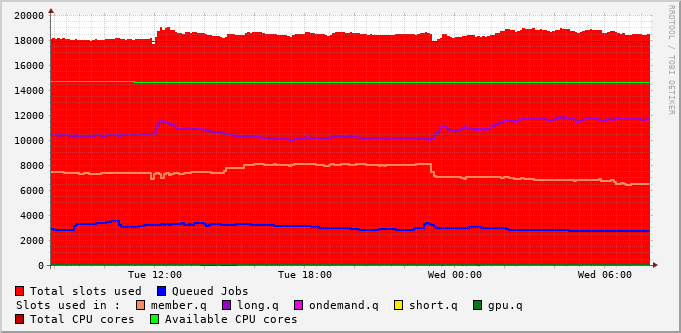 20000
18000
16000
14000
12000
10000
8000
6000
4000
2000
0
Tue 12:00 Tue 18:00 Wed 00:00 Wed 06:00
RRDTOOL / TOBI OETIKER
Total slots used Queued Jobs
Slots used in : member.q long.q ondemand.q short.q gpu.q
Total CPU cores Available CPU cores